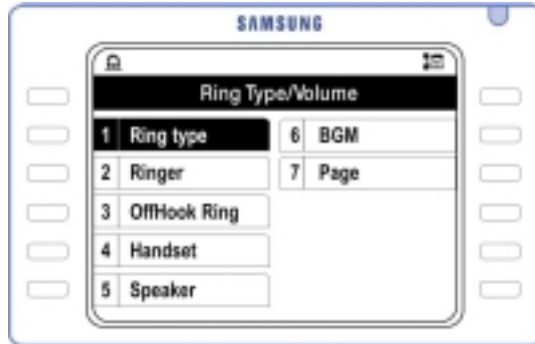 SAMSUNG
Ring Type/Volume
1 Ring type
2 Ringer
3 OffHook Ring
4 Handset
5 Speaker
6 BGM
7 Page